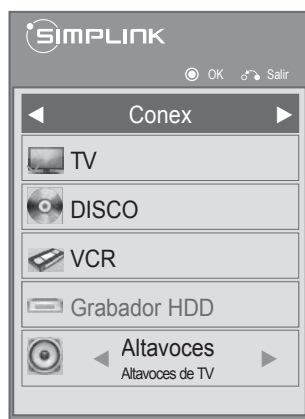 SIMPLINK
OK Salir
Conex
TV
DISCO
VCR
Grabador HDD
Altavoces
Altavoces de TV